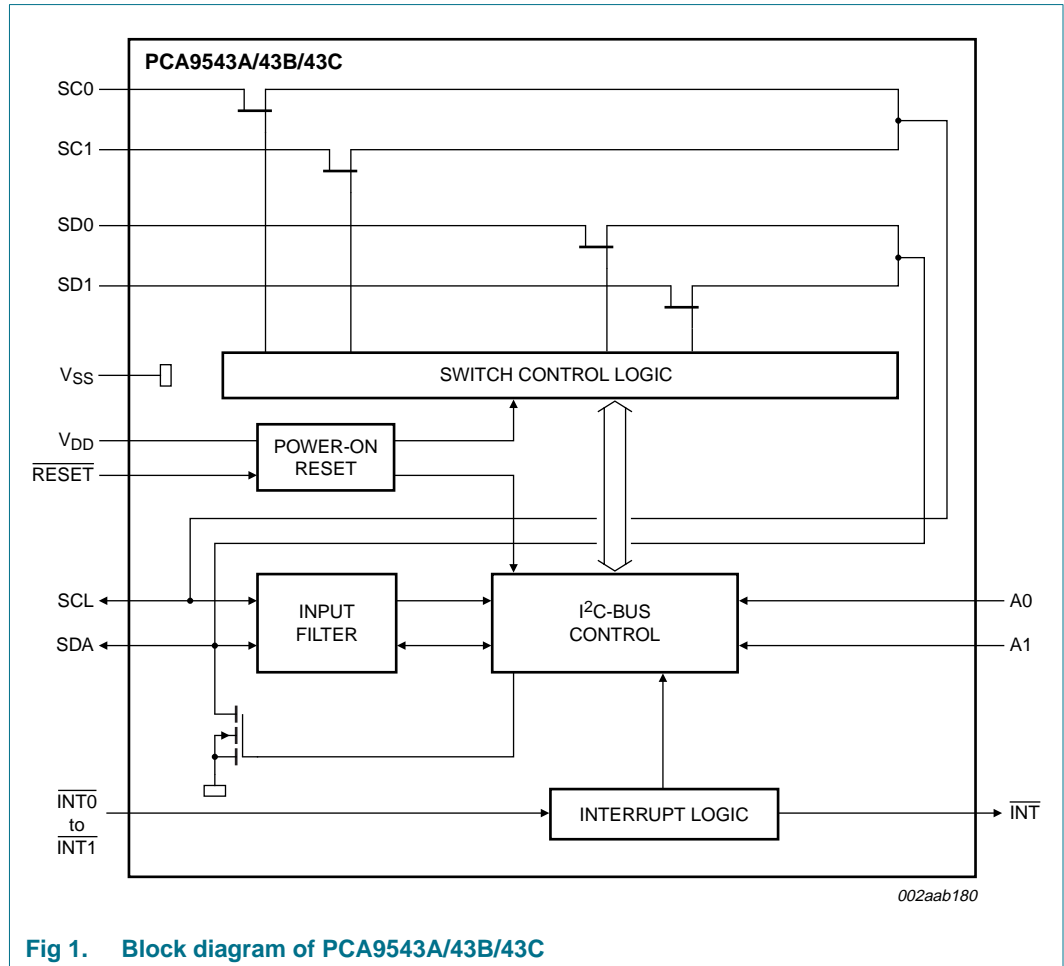 PCA9543A/43B/43C
SC0
SC1
SD0
SD1
VSS
SWITCH CONTROL LOGIC
VDD
POWER-ON
RESET
RESET
SCL
SDA
INPUT
FILTER
I2C-BUS
CONTROL
A0
A1
INT0
to
INT1
INTERRUPT LOGIC
INT
002aab180
Fig 1. Block diagram of PCA9543A/43B/43C